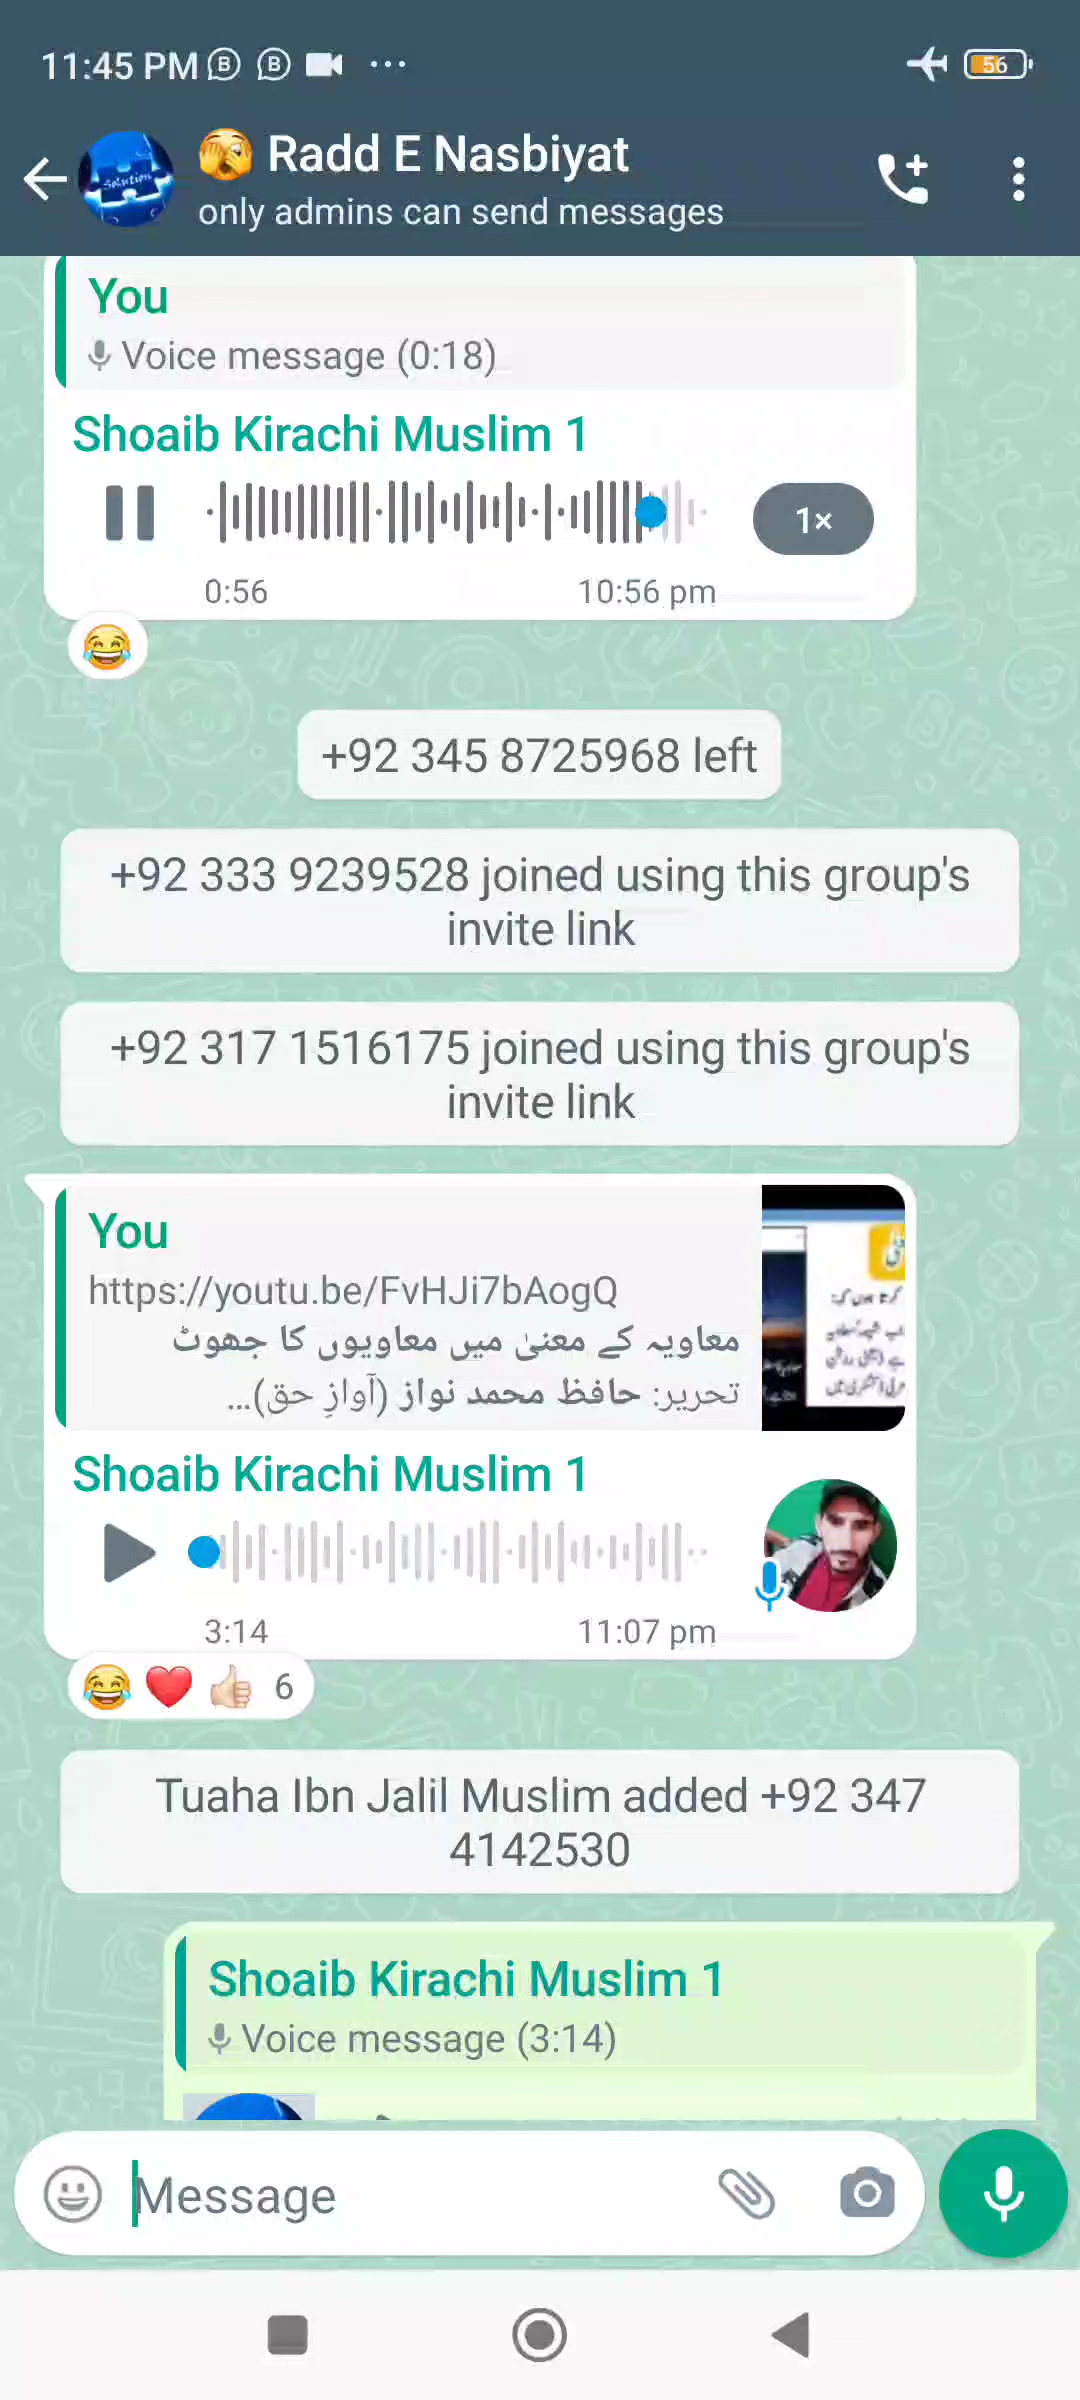 11:45 PM
56
🫣 Radd E Nasbiyat
only admins can send messages
You
Voice message (0:18)
Shoaib Kirachi Muslim 1
1×
0:56
10:56 pm
+92 345 8725968 left
+92 333 9239528 joined using this group's
invite link
+92 317 1516175 joined using this group's
invite link
You
https://youtu.be/FvHJi7bAogQ
معاویہ کے معنیٰ میں معاویوں کا جھوٹ
تحریر: حافظ محمد نواز (آوازِ حق)...
Shoaib Kirachi Muslim 1
3:14
11:07 pm
6
Tuaha Ibn Jalil Muslim added +92 347
4142530
Shoaib Kirachi Muslim 1
Voice message (3:14)
Message